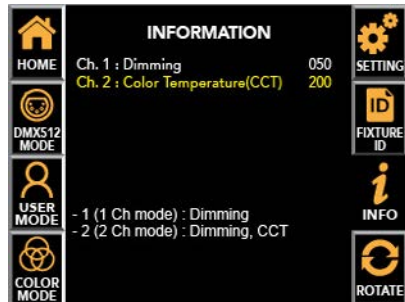 INFORMATION
HOME
Ch. 1 : Dimming 050
SETTING
Ch. 2 : Color Temperature(CCT) 200
DMX512
MODE
ID
FIXTURE
ID
USER
MODE
- 1 (1 Ch mode) : Dimming
- 2 (2 Ch mode) : Dimming, CCT
i
INFO
COLOR
MODE
ROTATE